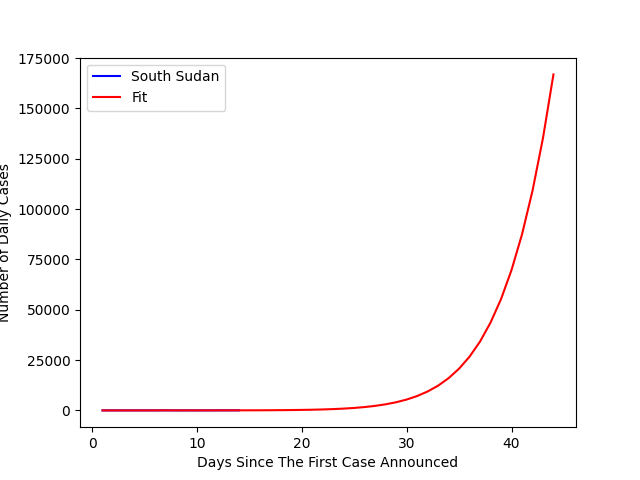 175000
150000
125000
100000
75000
50000
25000
0
Number of Daily Cases
South Sudan
Fit
0 10 20 30 40
Days Since The First Case Announced